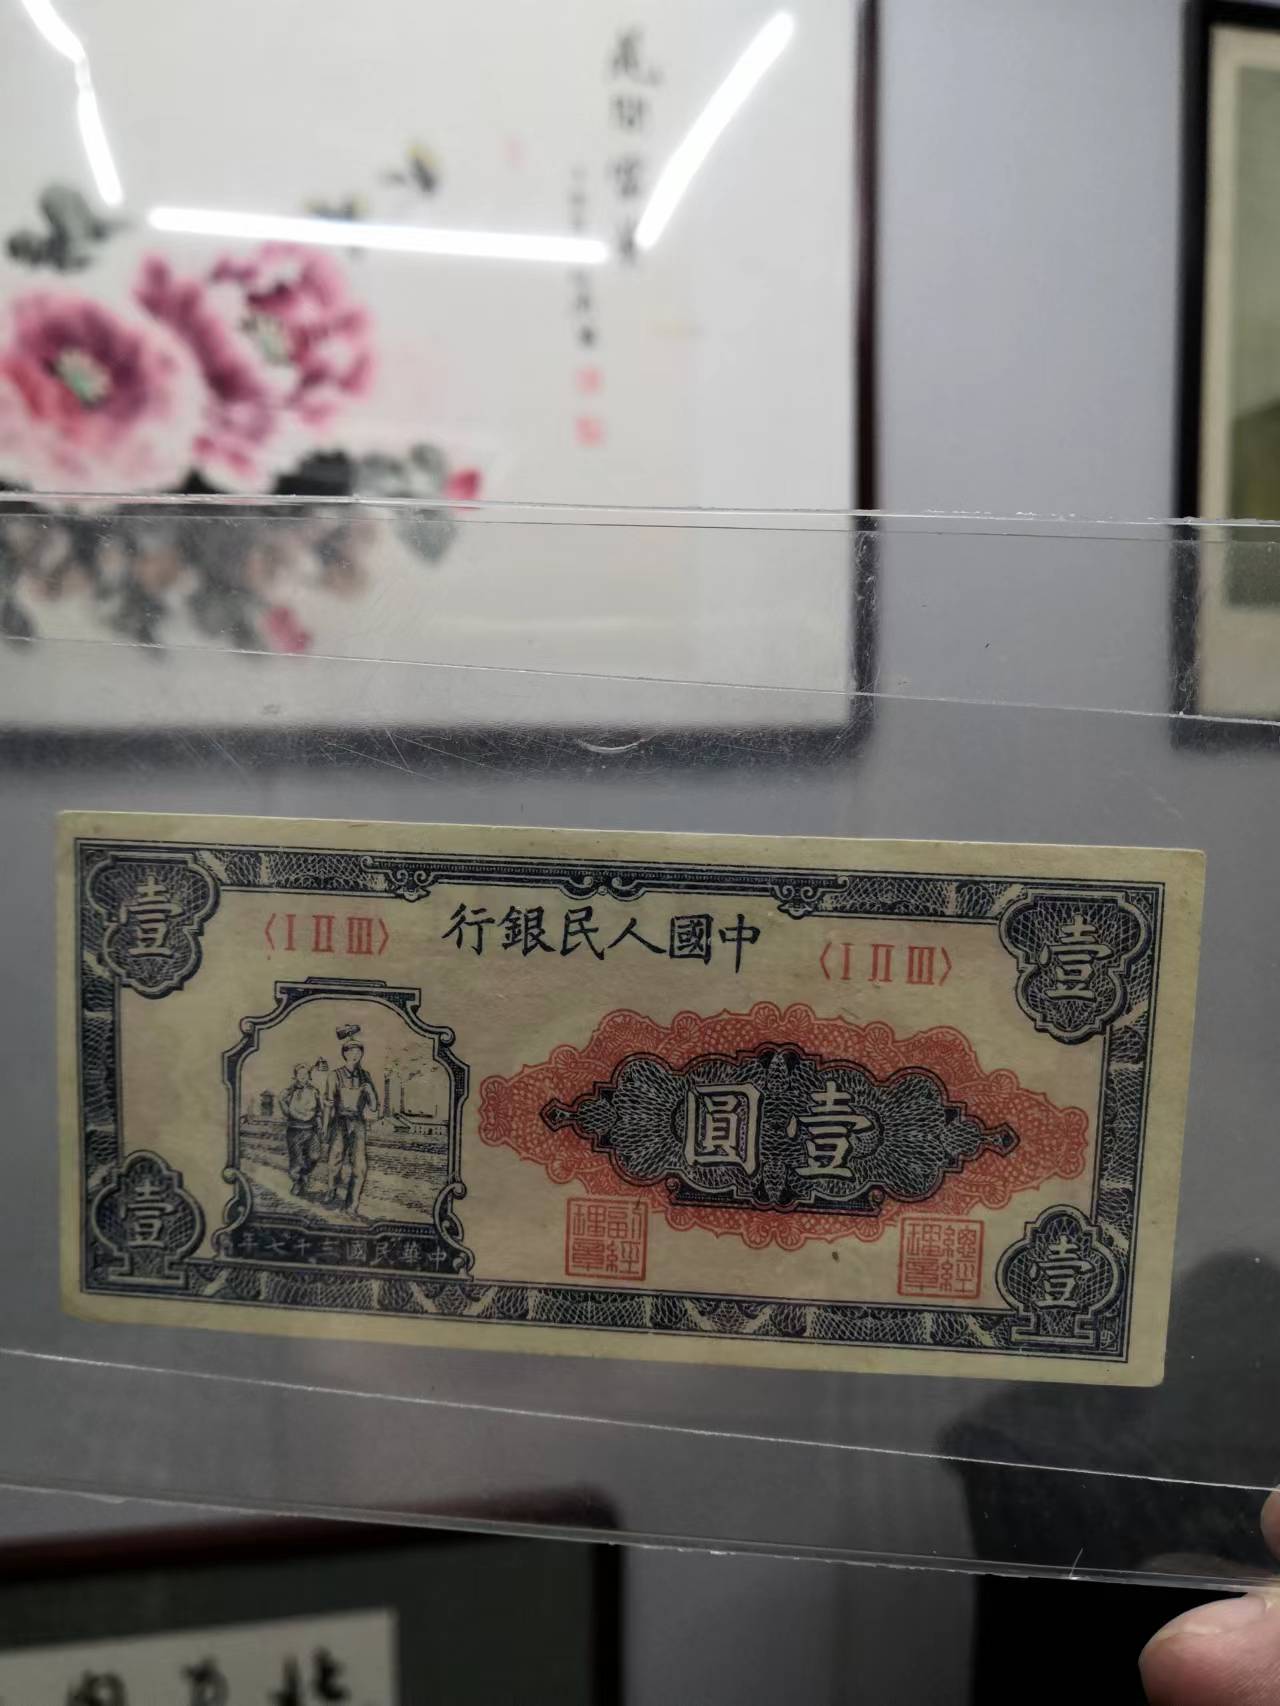 中國人民銀行
〈Ⅰ Ⅱ Ⅲ〉
〈Ⅰ Ⅱ Ⅲ〉
壹
壹
壹圓
中華民國三十七年
總經理章
副經理章
壹
壹